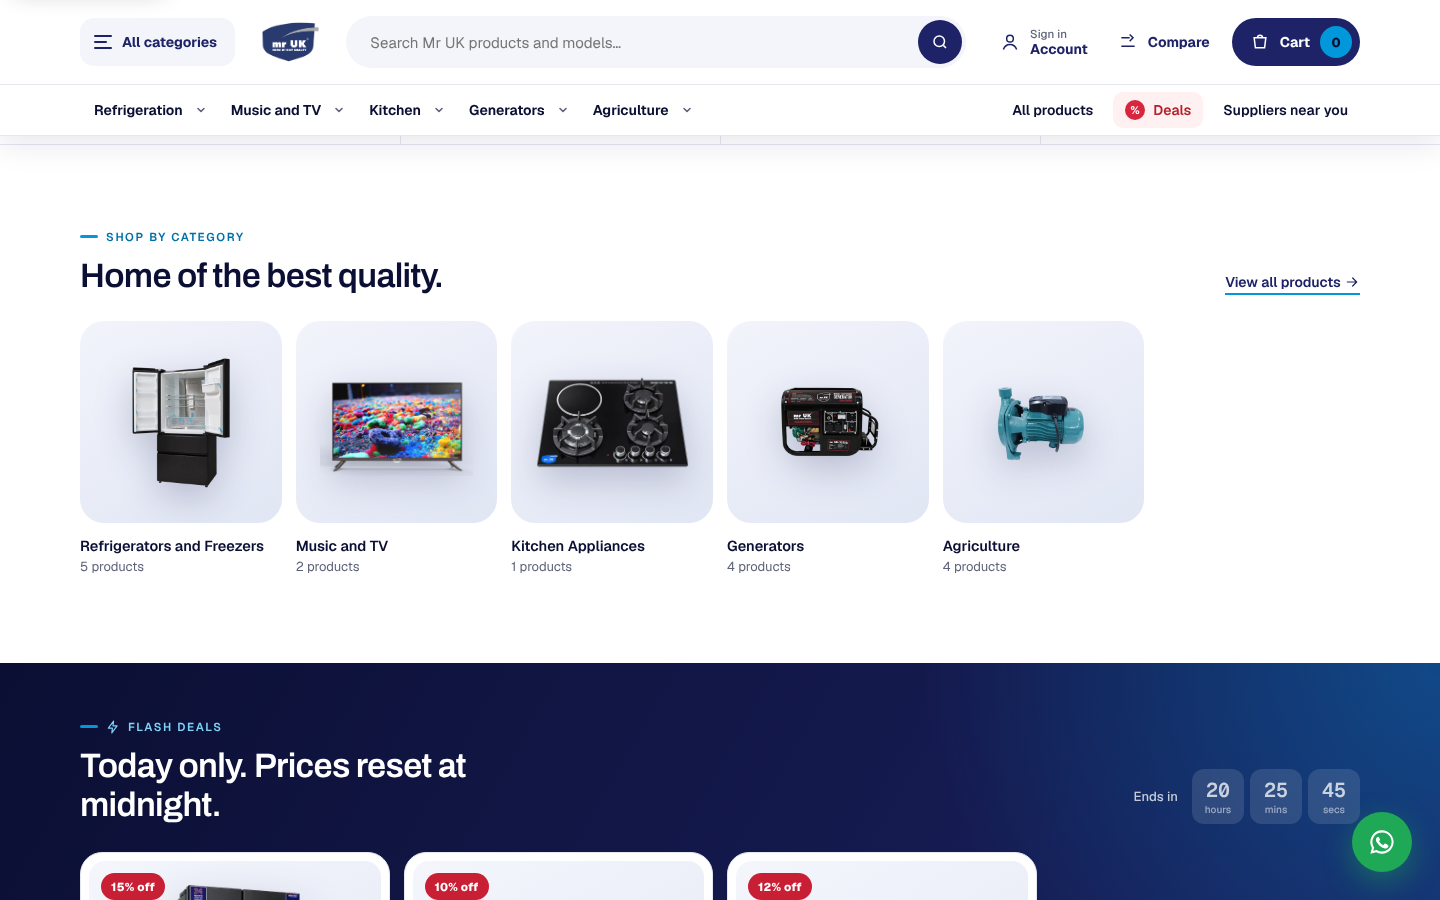 All categories
mr UK
Search Mr UK products and models...
Sign in
Account
Compare
Cart
0
Refrigeration
Music and TV
Kitchen
Generators
Agriculture
All products
% Deals
Suppliers near you
SHOP BY CATEGORY
Home of the best quality.
View all products →
mr UK
Refrigerators and Freezers
5 products
Music and TV
2 products
Kitchen Appliances
1 products
Generators
4 products
Agriculture
4 products
FLASH DEALS
Today only. Prices reset at
midnight.
Ends in
20
hours
25
mins
45
secs
15% off
10% off
12% off